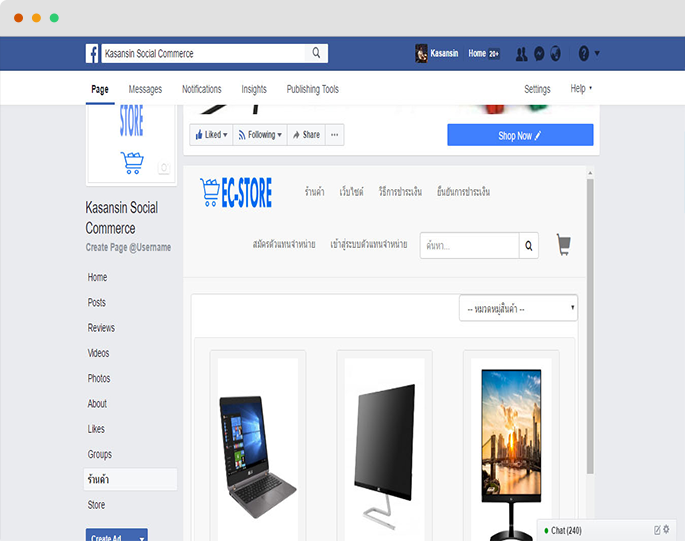 Kasansin Social Commerce
Kasansin Home 20+
Page Messages Notifications Insights Publishing Tools Settings Help
STORE
Liked Following Share ... Shop Now
EC-STORE ร้านค้า เว็บไซต์ วิธีการชำระเงิน ยืนยันการชำระเงิน
สมัครตัวแทนจำหน่าย เข้าสู่ระบบตัวแทนจำหน่าย ค้นหา...
-- หมวดหมู่สินค้า --
Kasansin Social
Commerce
Create Page @Username
Home
Posts
Reviews
Videos
Photos
About
Likes
Groups
ร้านค้า
Store
Create Ad
Chat (240)